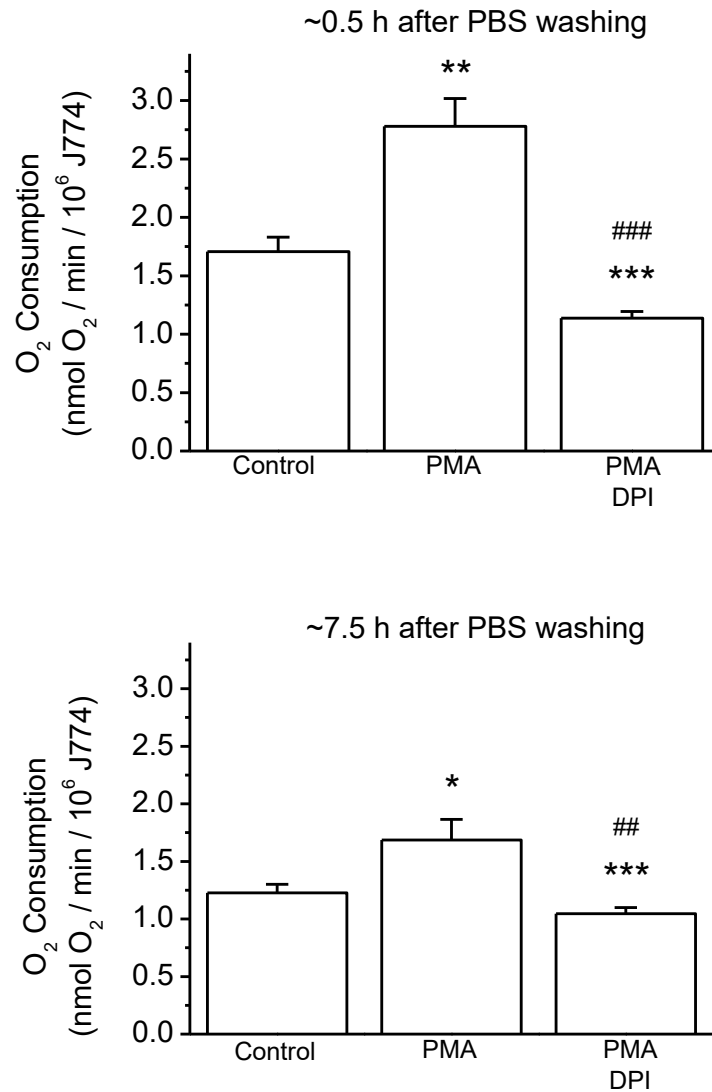 ~0.5 h after PBS washing
O2 Consumption
(nmol O2 / min / 10^6 J774)
3.0
2.5
2.0
1.5
1.0
0.5
0.0
**
###
***
Control PMA PMA
DPI
~7.5 h after PBS washing
O2 Consumption
(nmol O2 / min / 10^6 J774)
3.0
2.5
2.0
1.5
1.0
0.5
0.0
*
##
***
Control PMA PMA
DPI